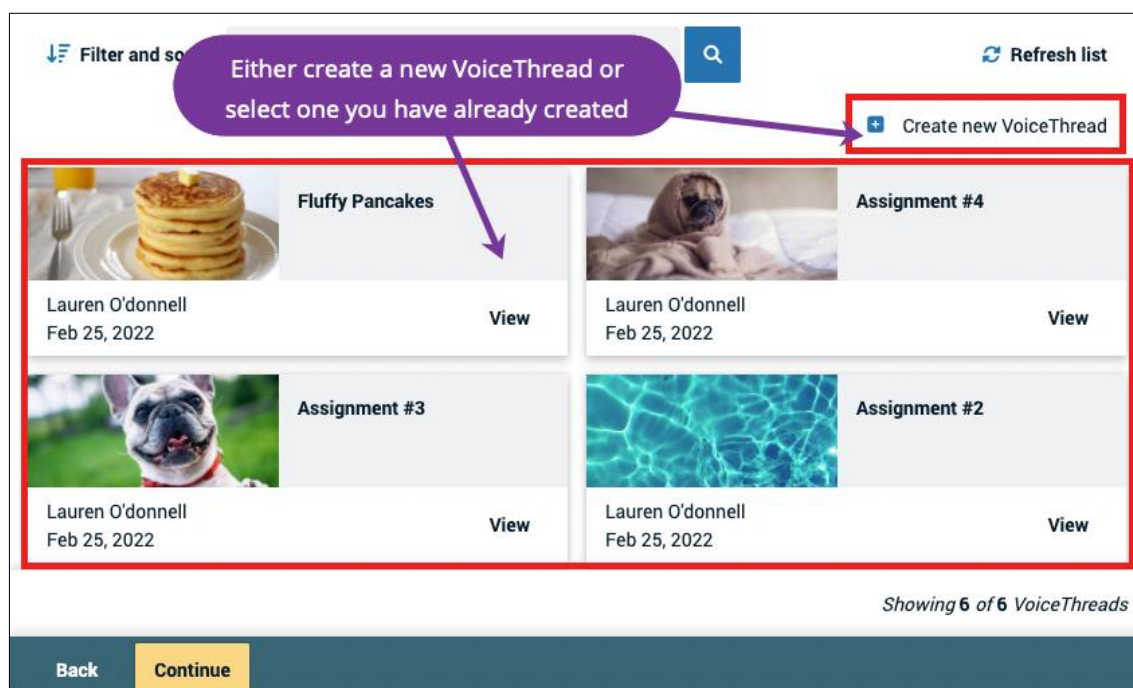 Filter and so
Refresh list
Either create a new VoiceThread or
select one you have already created
Create new VoiceThread
Fluffy Pancakes
Assignment #4
Lauren O'donnell
Feb 25, 2022
View
Lauren O'donnell
Feb 25, 2022
View
Assignment #3
Assignment #2
Lauren O'donnell
Feb 25, 2022
View
Lauren O'donnell
Feb 25, 2022
View
Showing 6 of 6 VoiceThreads
Back
Continue